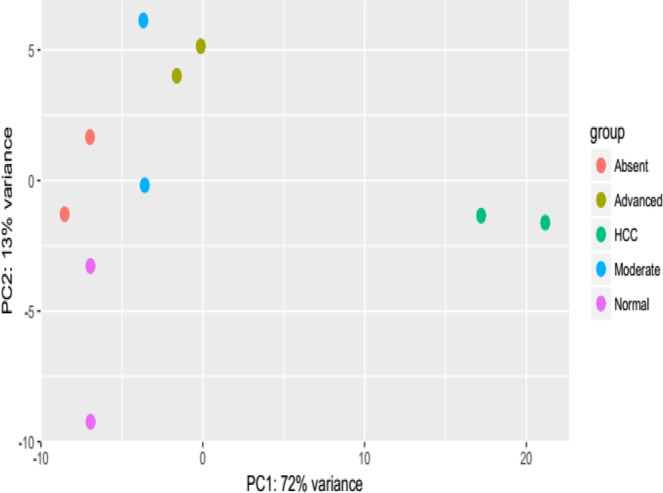 5
0
-5
-10
-10 0 10 20
PC1: 72% variance
PC2: 13% variance
group
Absent
Advanced
HCC
Moderate
Normal